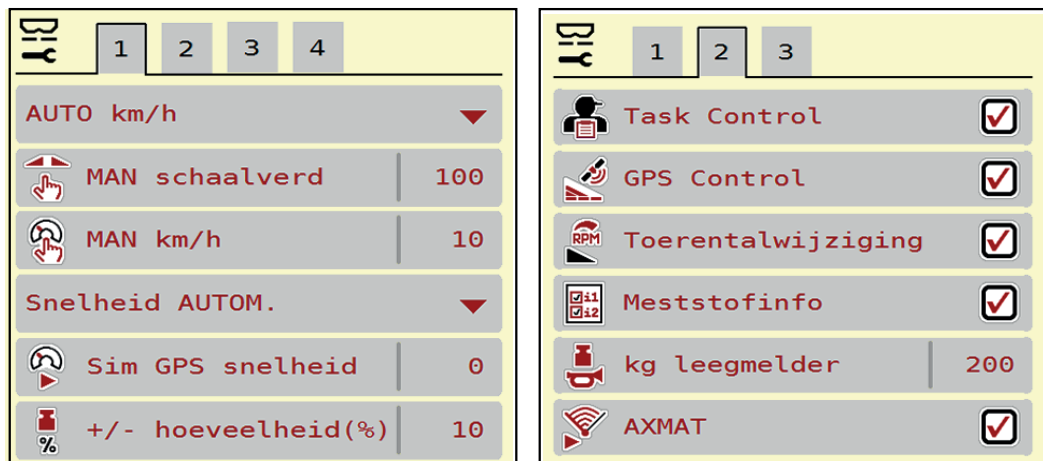 1 2 3 4
AUTO km/h
MAN schaalverd 100
MAN km/h 10
Snelheid AUTOM.
Sim GPS snelheid 0
% +/- hoeveelheid(%) 10
1 2 3
Task Control
GPS Control
RPM Toerentalwijziging
i1
i2
Meststofinfo
kg leegmelder 200
AXMAT